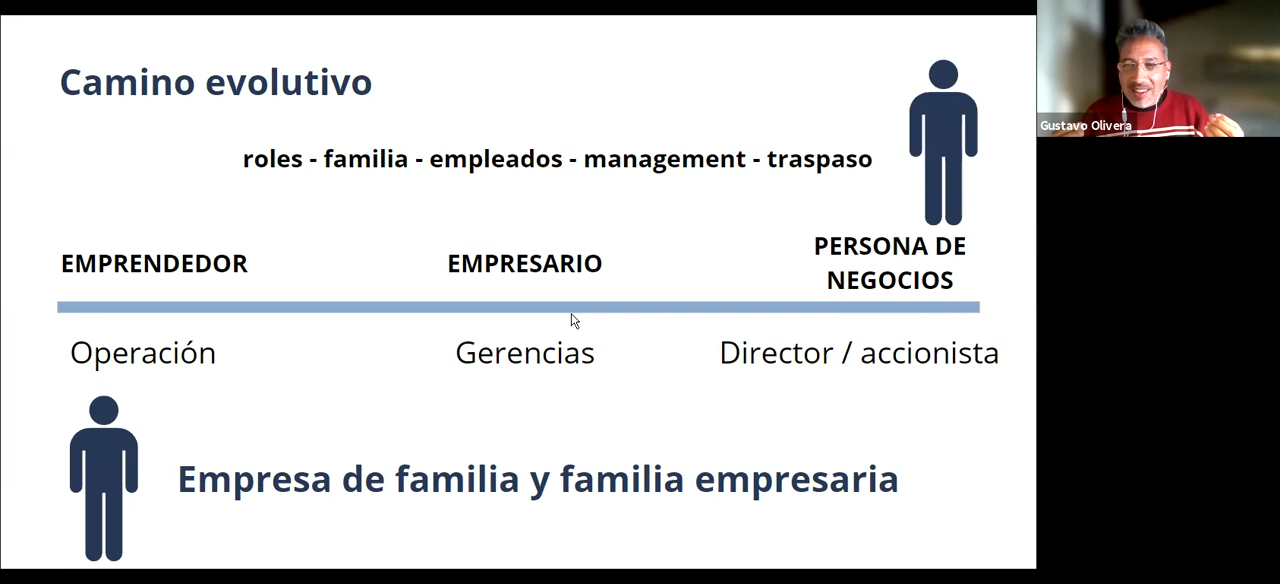 Camino evolutivo
Gustavo Olivera
roles - familia - empleados - management - traspaso
EMPRENDEDOR
EMPRESARIO
PERSONA DE
NEGOCIOS
Operación
Gerencias
Director / accionista
Empresa de familia y familia empresaria